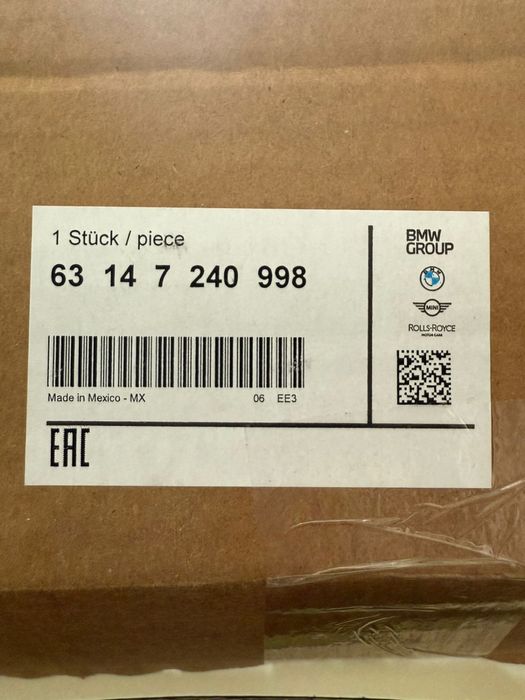 1 Stück / piece
63 14 7 240 998
Made in Mexico - MX 06 EE3
EAC
BMW
GROUP
BMW
MINI
ROLLS-ROYCE
MOTOR CARS